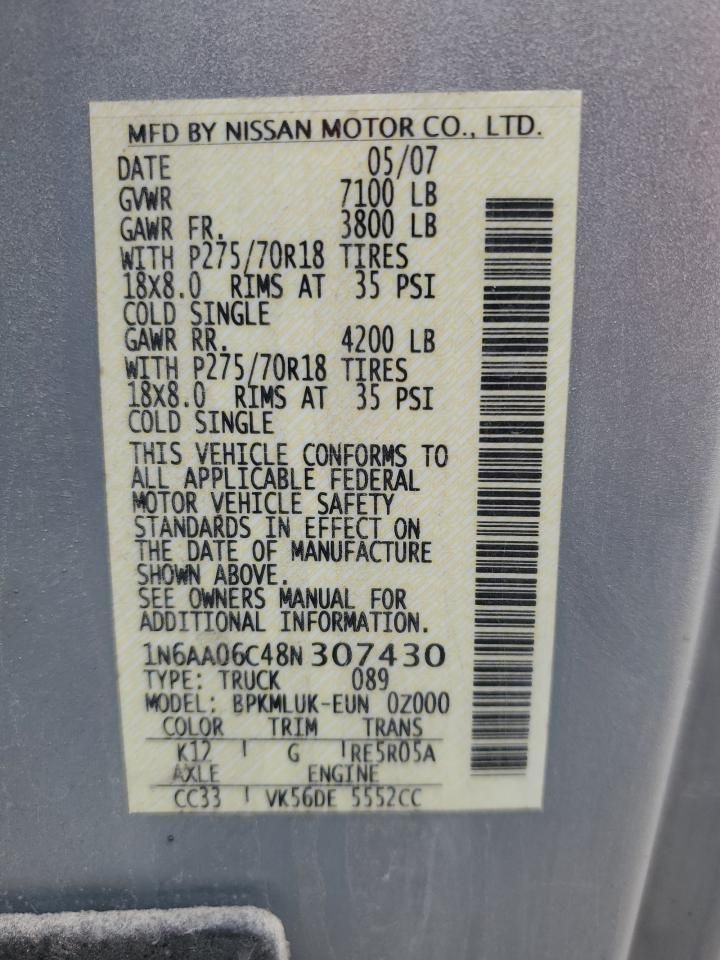 MFD BY NISSAN MOTOR CO., LTD.
DATE 05/07
GVWR 7100 LB
GAWR FR. 3800 LB
WITH P275/70R18 TIRES
18X8.0 RIMS AT 35 PSI
COLD SINGLE
GAWR RR. 4200 LB
WITH P275/70R18 TIRES
18X8.0 RIMS AT 35 PSI
COLD SINGLE
THIS VEHICLE CONFORMS TO
ALL APPLICABLE FEDERAL
MOTOR VEHICLE SAFETY
STANDARDS IN EFFECT ON
THE DATE OF MANUFACTURE
SHOWN ABOVE.
SEE OWNERS MANUAL FOR
ADDITIONAL INFORMATION.
1N6AA06C48N307430
TYPE: TRUCK 089
MODEL: BPKMLUK-EUN 0Z000
COLOR TRIM TRANS
K12 G RE5R05A
AXLE ENGINE
CC33 VK56DE 5552CC